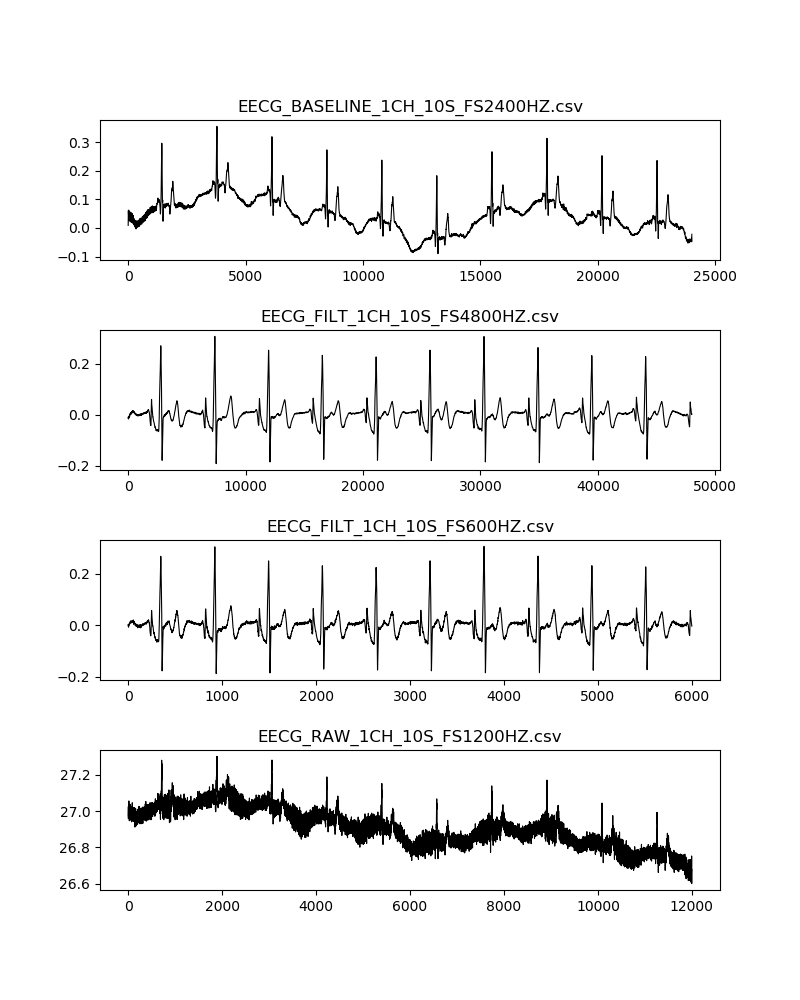 EECG_BASELINE_1CH_10S_FS2400HZ.csv
0.3
0.2
0.1
0.0
−0.1
0 5000 10000 15000 20000 25000
EECG_FILT_1CH_10S_FS4800HZ.csv
0.2
0.0
−0.2
0 10000 20000 30000 40000 50000
EECG_FILT_1CH_10S_FS600HZ.csv
0.2
0.0
−0.2
0 1000 2000 3000 4000 5000 6000
EECG_RAW_1CH_10S_FS1200HZ.csv
27.2
27.0
26.8
26.6
0 2000 4000 6000 8000 10000 12000